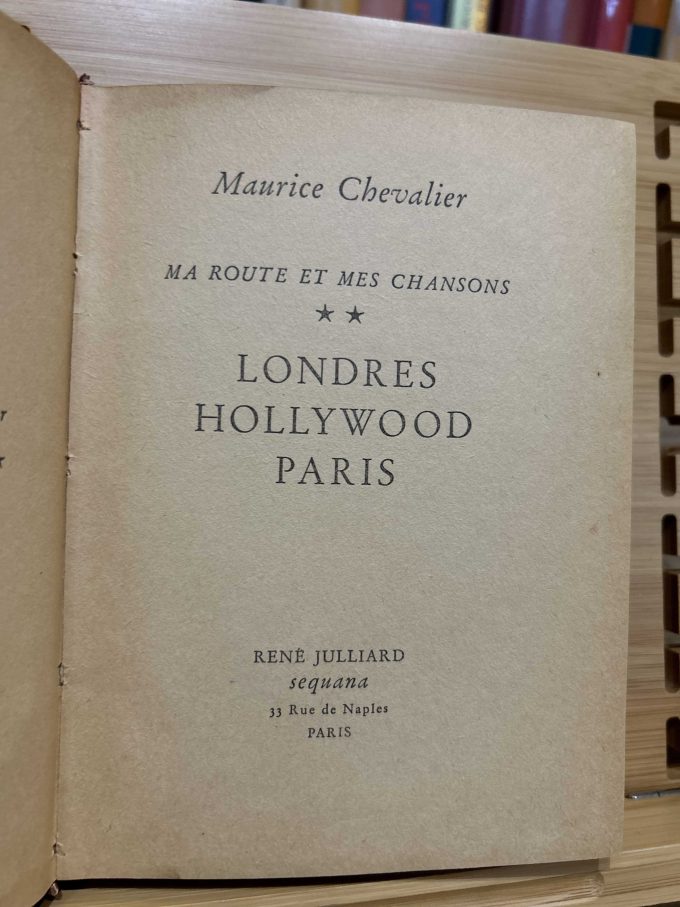 Maurice Chevalier
MA ROUTE ET MES CHANSONS
★ ★
LONDRES
HOLLYWOOD
PARIS
RENÉ JULLIARD
sequana
33 Rue de Naples
PARIS